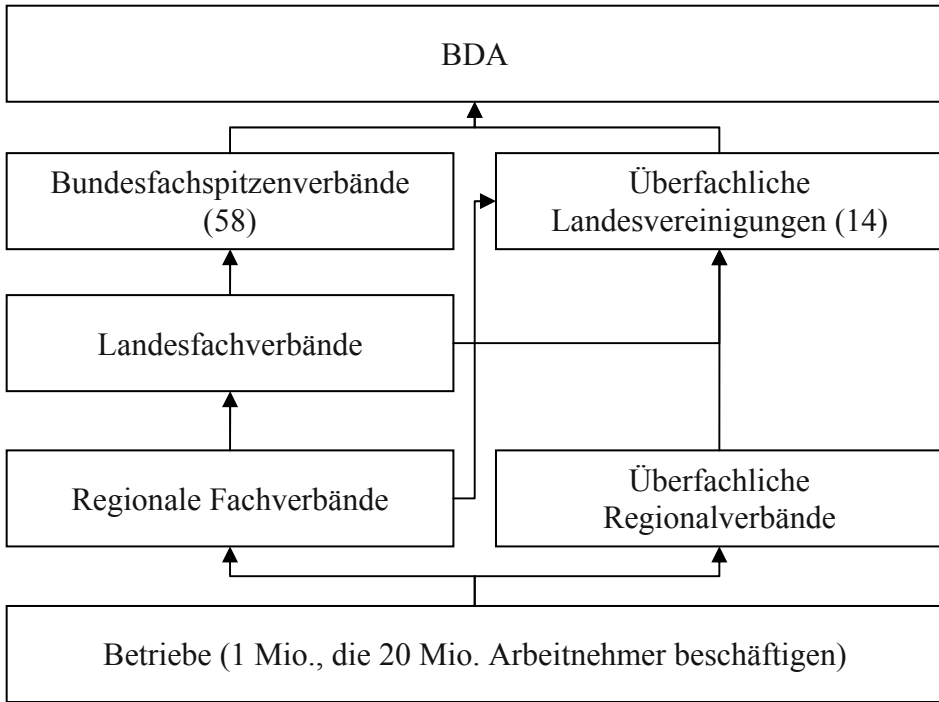 BDA
Bundesfachspitzenverbände
(58)
Überfachliche
Landesvereinigungen (14)
Landesfachverbände
Regionale Fachverbände
Überfachliche
Regionalverbände
Betriebe (1 Mio., die 20 Mio. Arbeitnehmer beschäftigen)